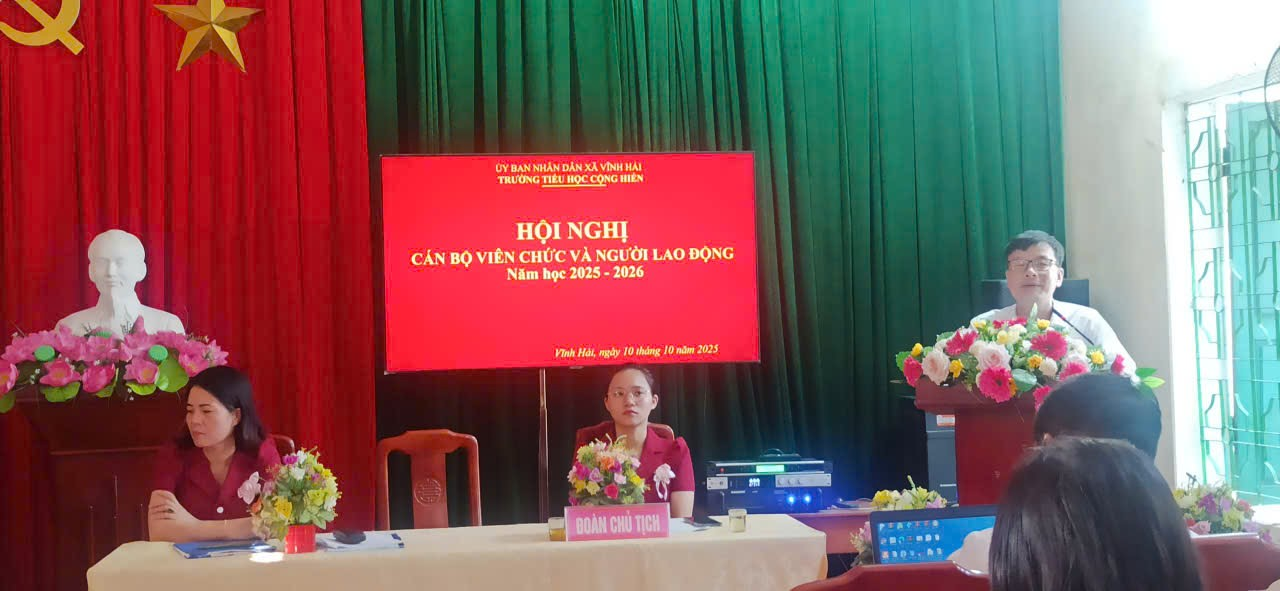 ỦY BAN NHÂN DÂN XÃ VĨNH HẢI
TRƯỜNG TIỂU HỌC CỘNG HIỀN
HỘI NGHỊ
CÁN BỘ VIÊN CHỨC VÀ NGƯỜI LAO ĐỘNG
Năm học 2025 - 2026
Vĩnh Hải, ngày 10 tháng 10 năm 2025
ĐOÀN CHỦ TỊCH